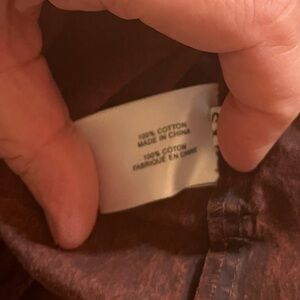 100% COTTON
MADE IN CHINA
100% COTON
FABRIQUÉ EN CHINE